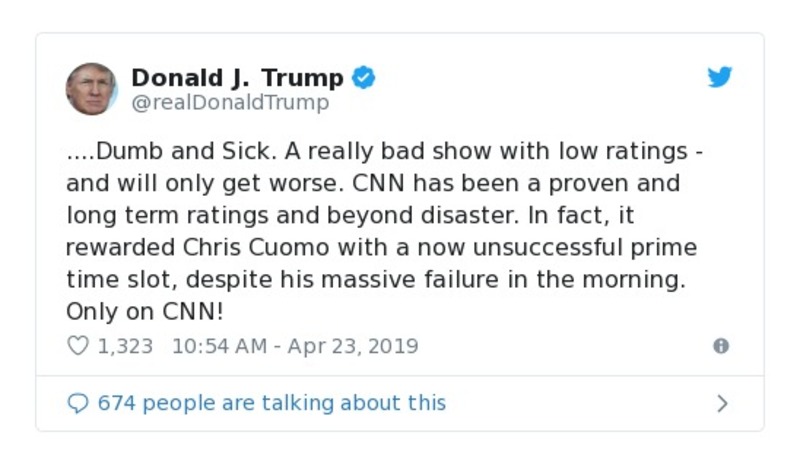 Donald J. Trump
@realDonaldTrump
....Dumb and Sick. A really bad show with low ratings -
and will only get worse. CNN has been a proven and
long term ratings and beyond disaster. In fact, it
rewarded Chris Cuomo with a now unsuccessful prime
time slot, despite his massive failure in the morning.
Only on CNN!
1,323 10:54 AM - Apr 23, 2019
674 people are talking about this